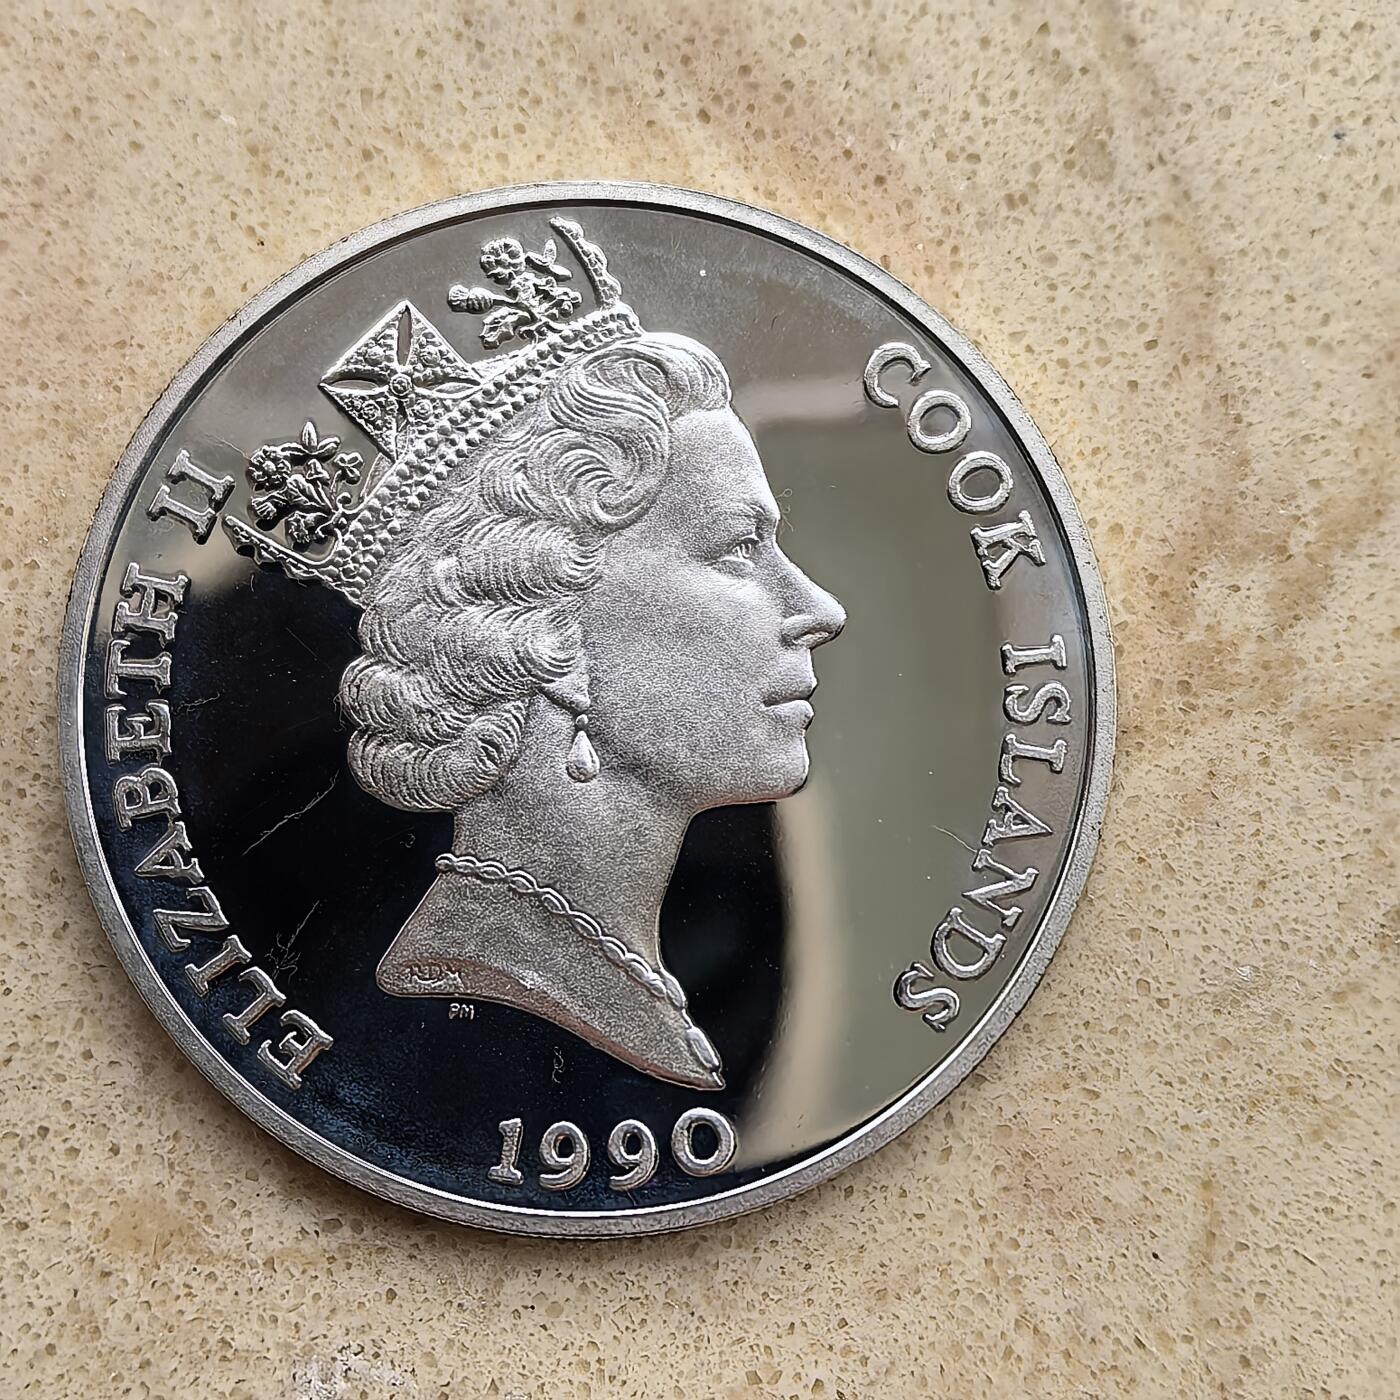 ELIZABETH II
COOK ISLANDS
RDM
PM
1990